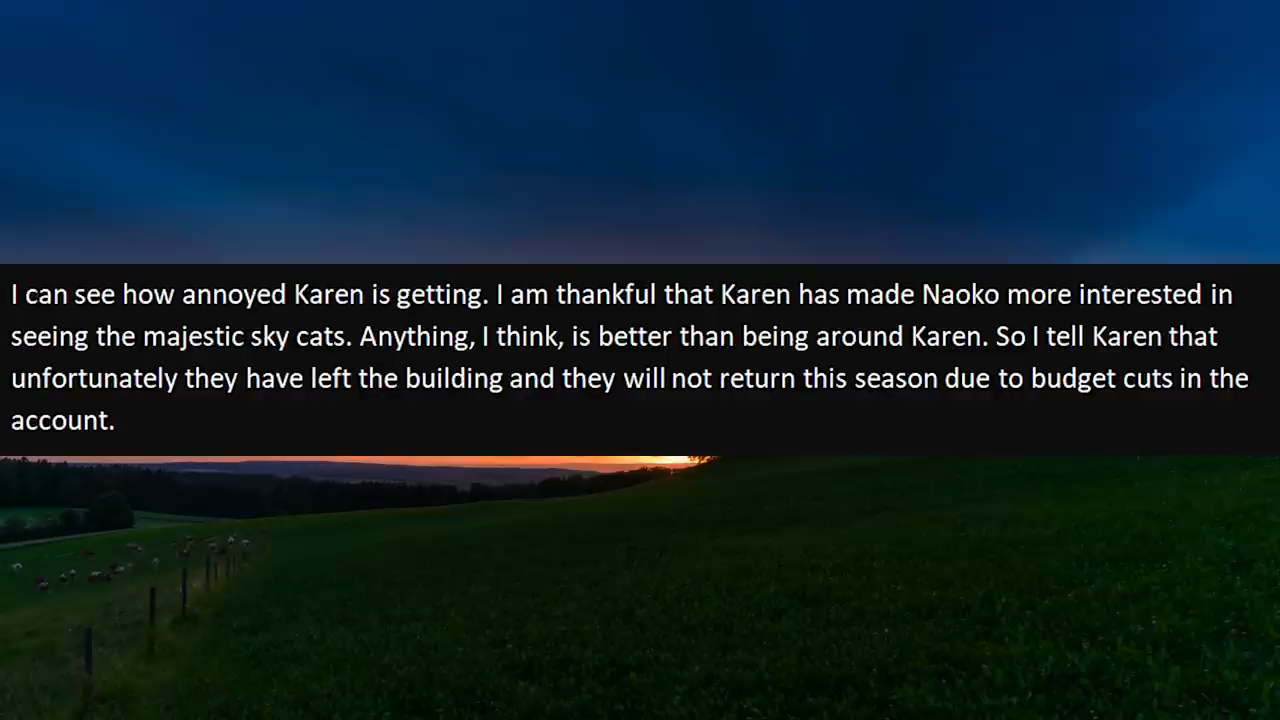 I can see how annoyed Karen is getting. I am thankful that Karen has made Naoko more interested in
seeing the majestic sky cats. Anything, I think, is better than being around Karen. So I tell Karen that
unfortunately they have left the building and they will not return this season due to budget cuts in the
account.